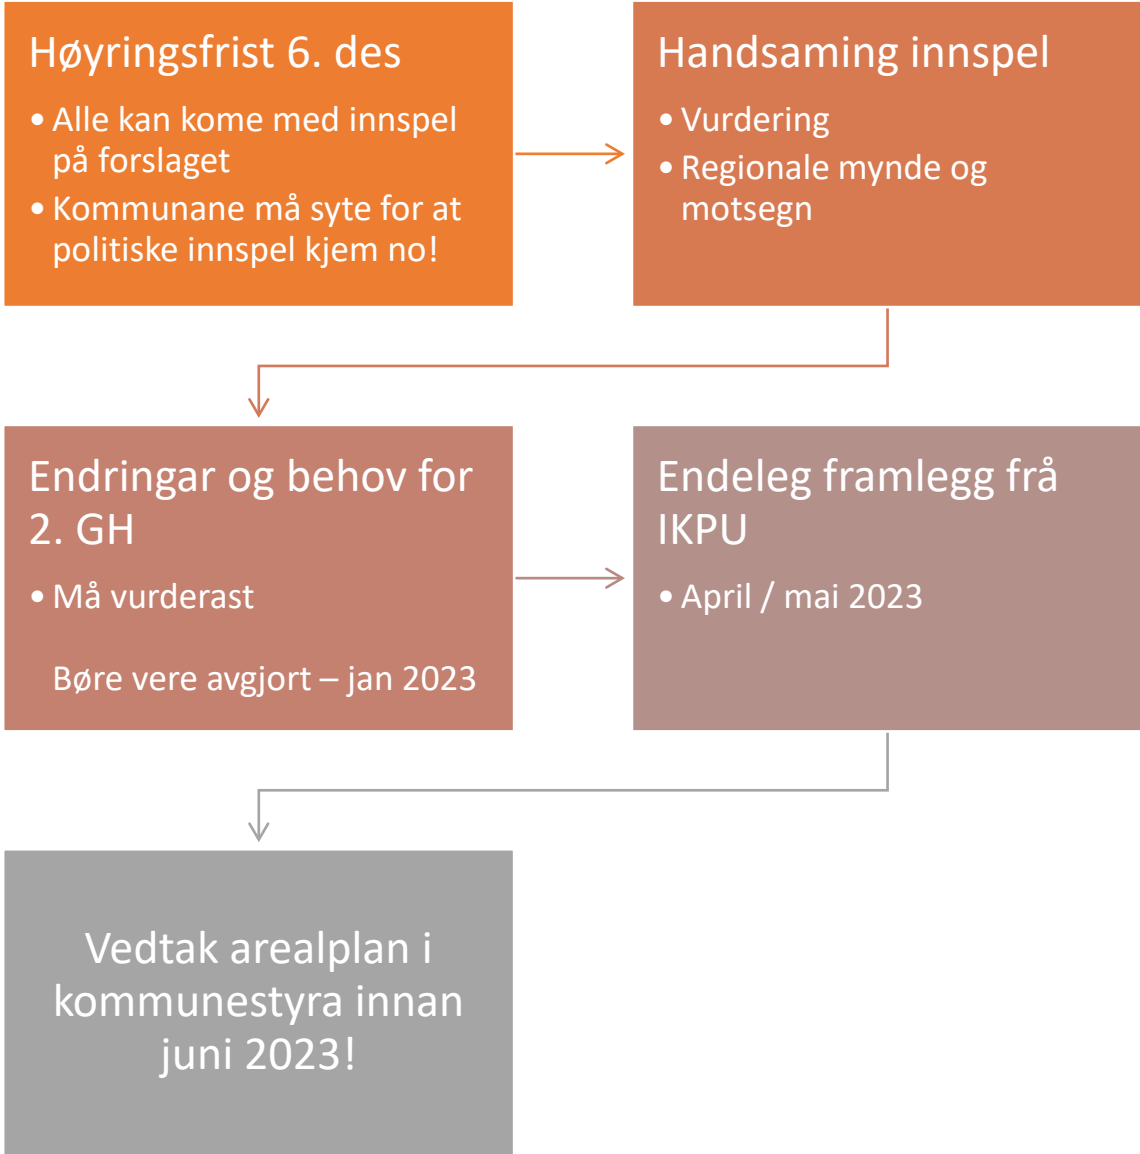 Høyringsfrist 6. des
• Alle kan kome med innspel
på forslaget
• Kommunane må syte for at
politiske innspel kjem no!
Handsaming innspel
• Vurdering
• Regionale mynde og
motsegn
Endringar og behov for
2. GH
• Må vurderast
Børe vere avgjort – jan 2023
Endeleg framlegg frå
IKPU
• April / mai 2023
Vedtak arealplan i
kommunestyra innan
juni 2023!